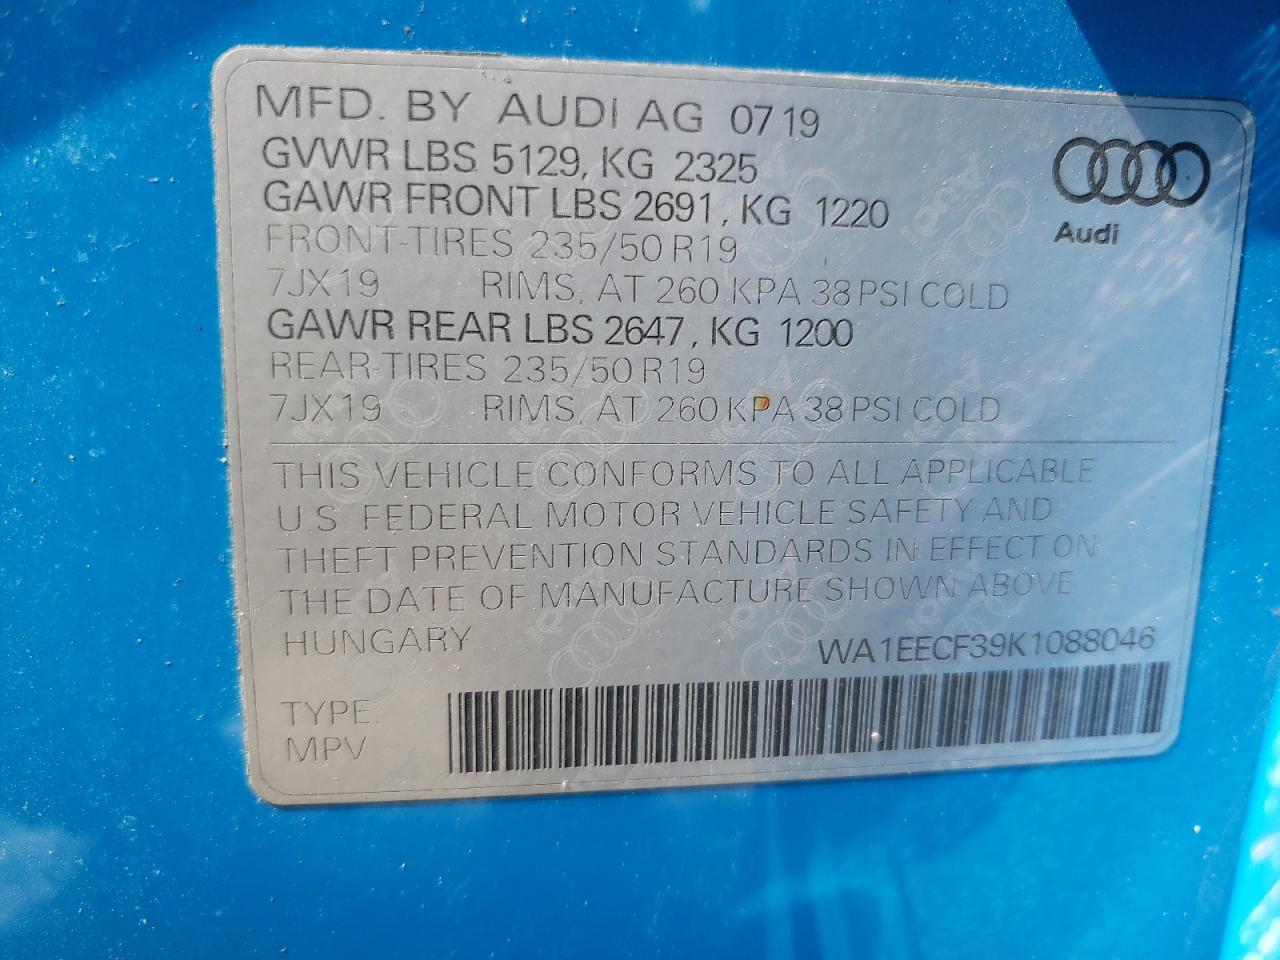 MFD. BY AUDI AG 07 19
GVWR LBS 5129, KG 2325
GAWR FRONT LBS 2691, KG 1220
FRONT-TIRES 235/50 R19
7JX19 RIMS, AT 260 KPA 38 PSI COLD
GAWR REAR LBS 2647, KG 1200
REAR-TIRES 235/50 R19
7JX19 RIMS, AT 260 KPA 38 PSI COLD
Audi
THIS VEHICLE CONFORMS TO ALL APPLICABLE
U.S. FEDERAL MOTOR VEHICLE SAFETY AND
THEFT PREVENTION STANDARDS IN EFFECT ON
THE DATE OF MANUFACTURE SHOWN ABOVE
HUNGARY WA1EECF39K1088046
TYPE:
MPV